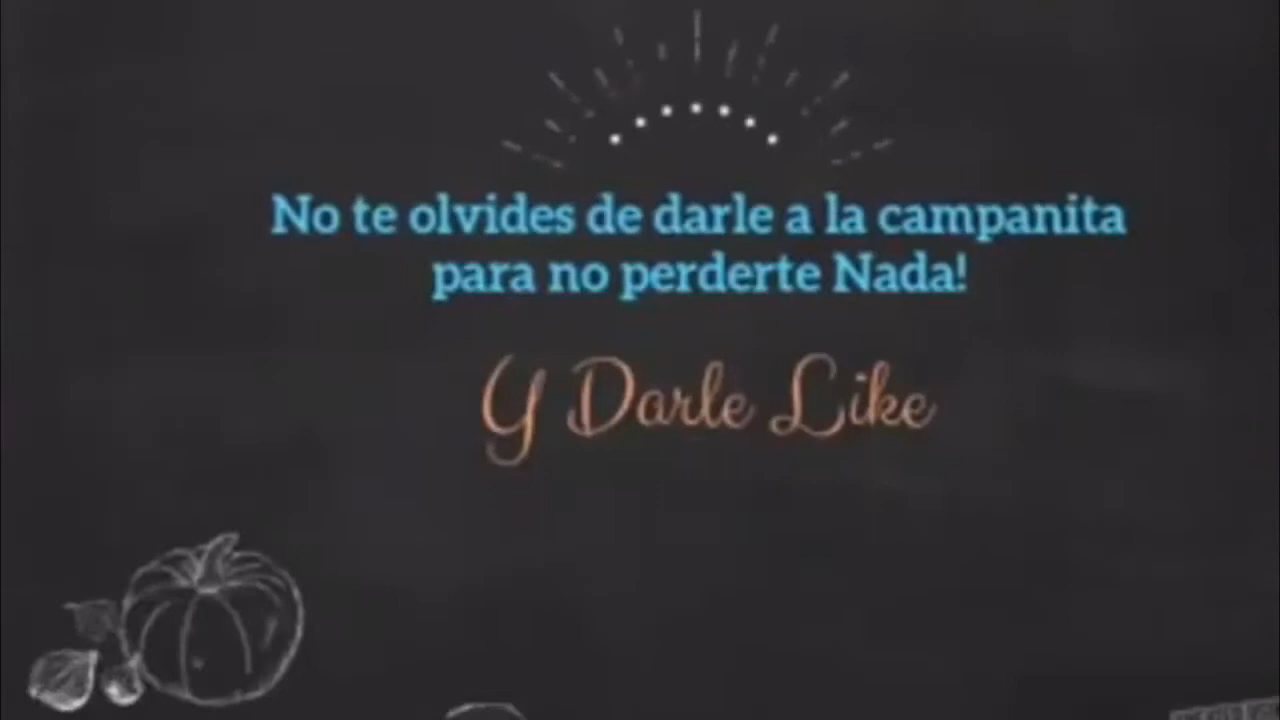 No te olvides de darle a la campanita
para no perderte Nada!
Y Darle Like